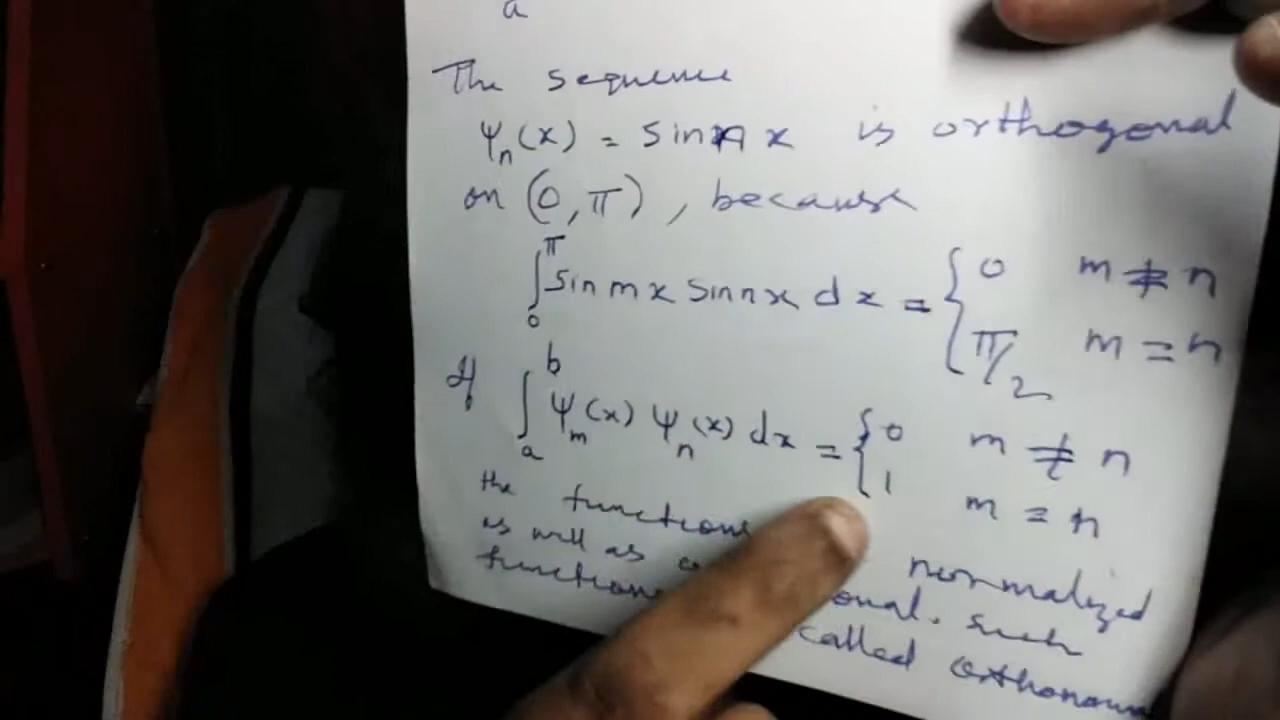 a
The sequence
ψₙ(x) = sin n x is orthogonal
on (0, π), because
∫₀^π sin mx sin nx dx = { 0 m ≠ n
π/2 m = n
If ∫ₐᵇ ψₘ(x) ψₙ(x) dx = { 0 m ≠ n
1 m = n
the functions normalized
as well as onal. such
functions called